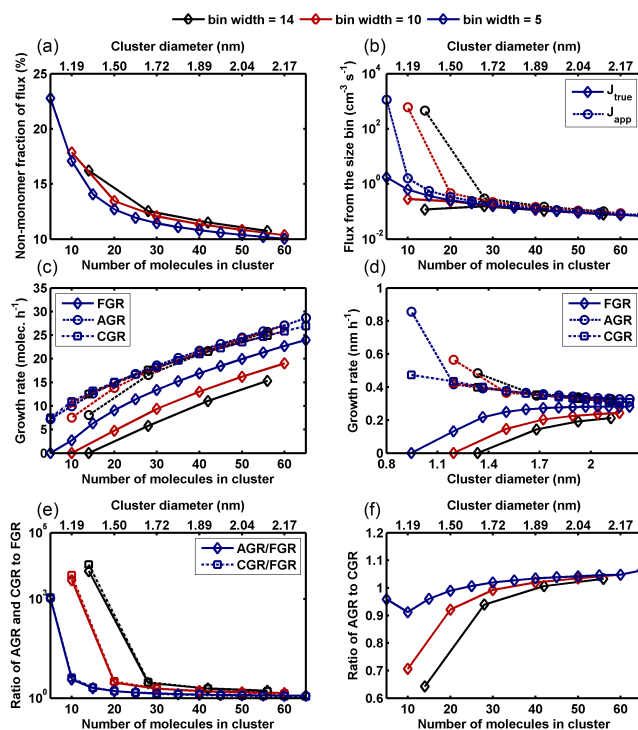 bin width = 14 bin width = 10 bin width = 5
(a) Cluster diameter (nm)
1.19 1.50 1.72 1.89 2.04 2.17
Non-monomer fraction of flux (%)
25
20
15
10
10 20 30 40 50 60
Number of molecules in cluster
(b) Cluster diameter (nm)
1.19 1.50 1.72 1.89 2.04 2.17
Flux from the size bin (cm⁻³ s⁻¹)
10⁴
10²
10⁰
10⁻²
J_true
J_app
10 20 30 40 50 60
Number of molecules in cluster
(c)
Growth rate (molec. h⁻¹)
35
30
25
20
15
10
5
0
FGR
AGR
CGR
0 10 20 30 40 50 60
Number of molecules in cluster
(d)
Growth rate (nm h⁻¹)
1
0.8
0.6
0.4
0.2
0
FGR
AGR
CGR
0.8 1.1 1.4 1.7 2
Cluster diameter (nm)
(e) Cluster diameter (nm)
1.19 1.50 1.72 1.89 2.04 2.17
Ratio of AGR and CGR to FGR
10⁵
10³
10⁰
AGR/FGR
CGR/FGR
10 20 30 40 50 60
Number of molecules in cluster
(f) Cluster diameter (nm)
1.19 1.50 1.72 1.89 2.04 2.17
Ratio of AGR to CGR
1.2
1.1
1
0.9
0.8
0.7
0.6
10 20 30 40 50 60
Number of molecules in cluster